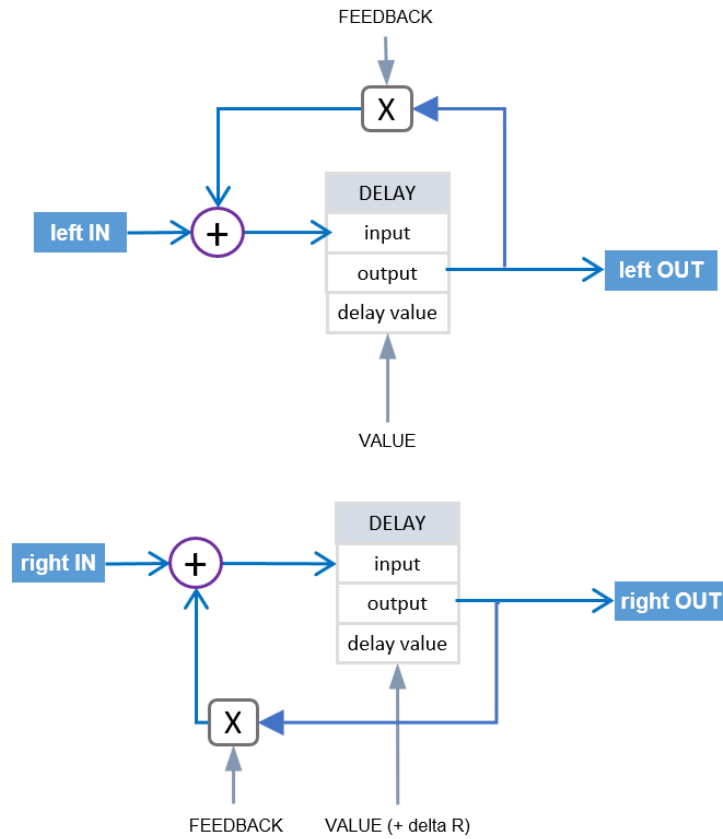 FEEDBACK
X
DELAY
left IN
+
input
output
left OUT
delay value
VALUE
DELAY
right IN
+
input
output
right OUT
delay value
X
FEEDBACK
VALUE (+ delta R)